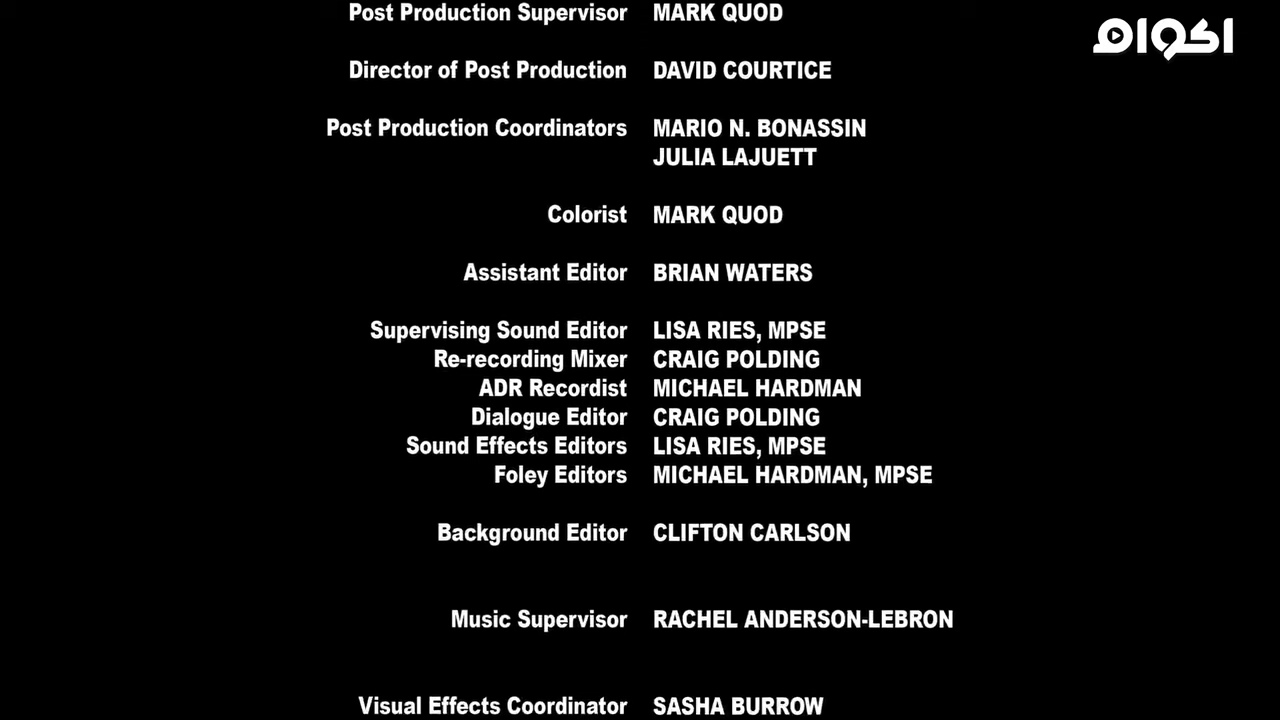 Post Production Supervisor MARK QUOD
اكوام
Director of Post Production DAVID COURTICE
Post Production Coordinators MARIO N. BONASSIN
JULIA LAJUETT
Colorist MARK QUOD
Assistant Editor BRIAN WATERS
Supervising Sound Editor LISA RIES, MPSE
Re-recording Mixer CRAIG POLDING
ADR Recordist MICHAEL HARDMAN
Dialogue Editor CRAIG POLDING
Sound Effects Editors LISA RIES, MPSE
Foley Editors MICHAEL HARDMAN, MPSE
Background Editor CLIFTON CARLSON
Music Supervisor RACHEL ANDERSON-LEBRON
Visual Effects Coordinator SASHA BURROW